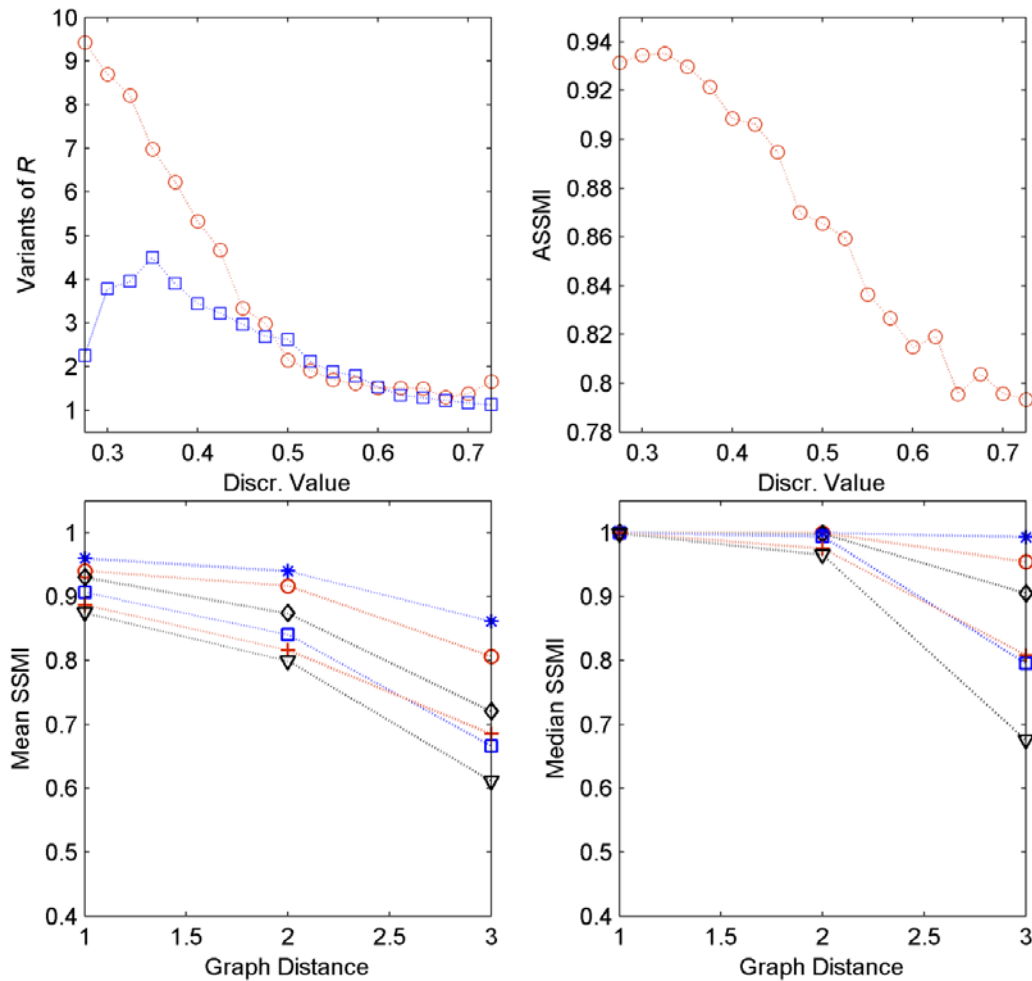 10
9
8
7
6
5
4
3
2
1
Variants of R
0.3 0.4 0.5 0.6 0.7
Discr. Value
0.94
0.92
0.9
0.88
0.86
0.84
0.82
0.8
0.78
ASSMI
0.3 0.4 0.5 0.6 0.7
Discr. Value
1
0.9
0.8
0.7
0.6
0.5
0.4
Mean SSMI
1 1.5 2 2.5 3
Graph Distance
1
0.9
0.8
0.7
0.6
0.5
0.4
Median SSMI
1 1.5 2 2.5 3
Graph Distance